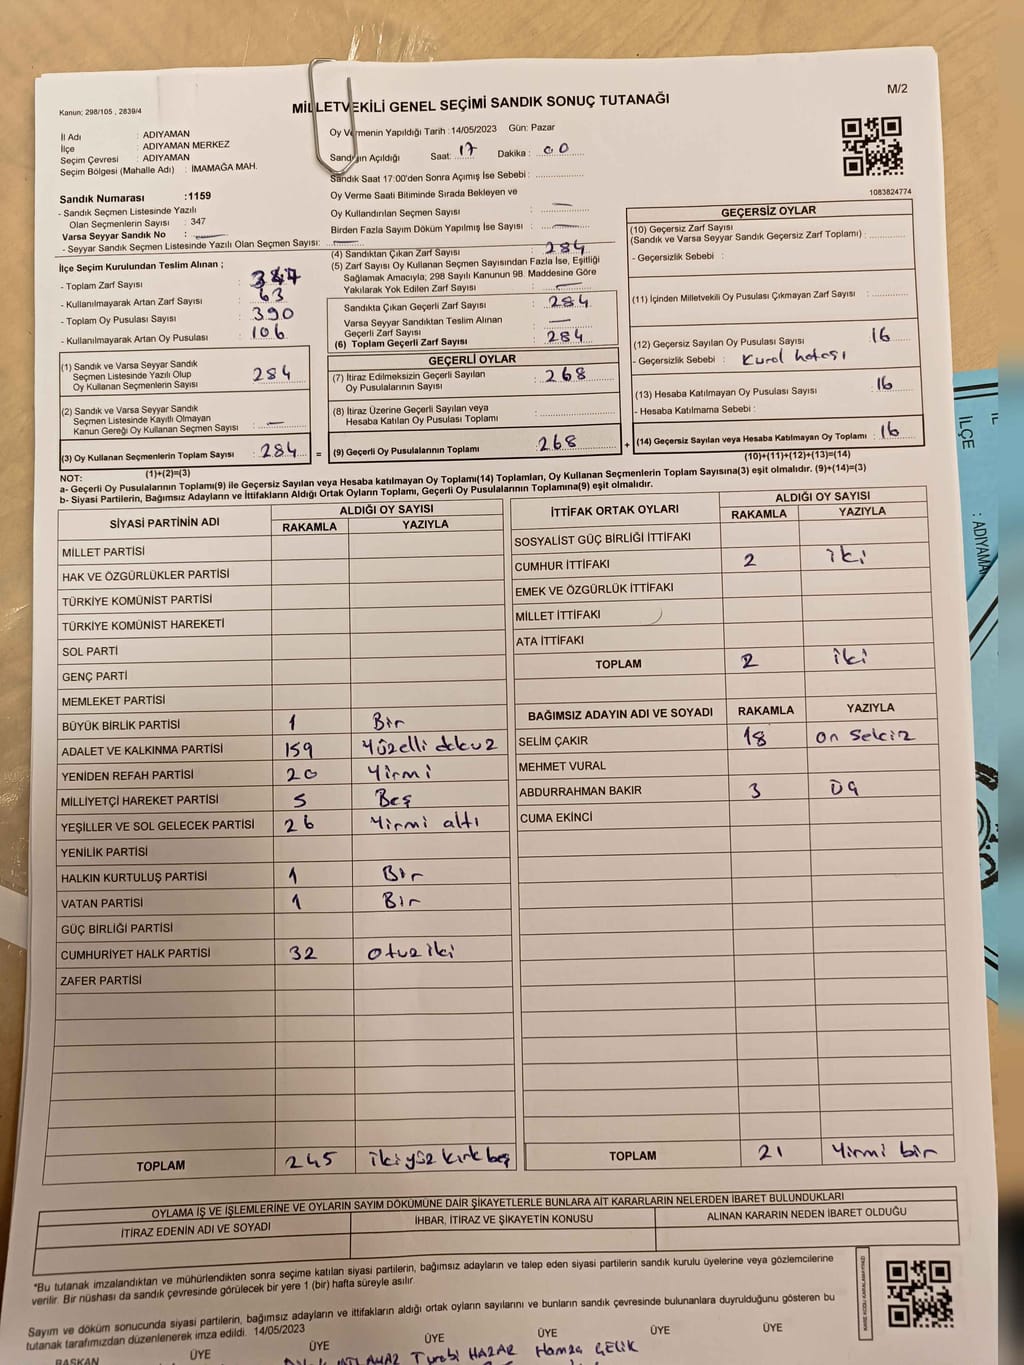 M/2
Kanun; 298/105 , 2839/4
MİLLETVEKİLİ GENEL SEÇİMİ SANDIK SONUÇ TUTANAĞI
İl Adı : ADIYAMAN
İlçe : ADIYAMAN MERKEZ
Seçim Çevresi : ADIYAMAN
Seçim Bölgesi (Mahalle Adı) : İMAMAĞA MAH.
Oy Vermenin Yapıldığı Tarih : 14/05/2023 Gün: Pazar
Sandığın Açıldığı Saat: 17 Dakika : 00
Sandık Saat 17:00'den Sonra Açımış İse Sebebi :
Oy Verme Saati Bitiminde Sırada Bekleyen ve
Oy Kullandırılan Seçmen Sayısı : —
Birden Fazla Sayım Döküm Yapılmış İse Sayısı : —
1083824774
Sandık Numarası :1159
- Sandık Seçmen Listesinde Yazılı
Olan Seçmenlerin Sayısı : 347
Varsa Seyyar Sandık No : —
- Seyyar Sandık Seçmen Listesinde Yazılı Olan Seçmen Sayısı: —
İlçe Seçim Kurulundan Teslim Alınan ;
- Toplam Zarf Sayısı : 347
- Kullanılmayarak Artan Zarf Sayısı : 63
- Toplam Oy Pusulası Sayısı : 390
- Kullanılmayarak Artan Oy Pusulası : 106
(1) Sandık ve Varsa Seyyar Sandık
Seçmen Listesinde Yazılı Olup
Oy Kullanan Seçmenlerin Sayısı : 284
(2) Sandık ve Varsa Seyyar Sandık
Seçmen Listesinde Kayıtlı Olmayan
Kanun Gereği Oy Kullanan Seçmen Sayısı : —
(3) Oy Kullanan Seçmenlerin Toplam Sayısı : 284 =
(1)+(2)=(3)
(4) Sandıktan Çıkan Zarf Sayısı : 284
(5) Zarf Sayısı Oy Kullanan Seçmen Sayısından Fazla İse, Eşitliği
Sağlamak Amacıyla; 298 Sayılı Kanunun 98. Maddesine Göre
Yakılarak Yok Edilen Zarf Sayısı : —
Sandıkta Çıkan Geçerli Zarf Sayısı : 284
Varsa Seyyar Sandıktan Teslim Alınan
Geçerli Zarf Sayısı : —
(6) Toplam Geçerli Zarf Sayısı : 284
GEÇERLİ OYLAR
(7) İtiraz Edilmeksizin Geçerli Sayılan
Oy Pusulalarının Sayısı : 268
(8) İtiraz Üzerine Geçerli Sayılan veya
Hesaba Katılan Oy Pusulası Toplamı :
(9) Geçerli Oy Pusulalarının Toplamı : 268 +
GEÇERSİZ OYLAR
(10) Geçersiz Zarf Sayısı
(Sandık ve Varsa Seyyar Sandık Geçersiz Zarf Toplamı) :
- Geçersizlik Sebebi :
(11) İçinden Milletvekili Oy Pusulası Çıkmayan Zarf Sayısı :
(12) Geçersiz Sayılan Oy Pusulası Sayısı : 16
- Geçersizlik Sebebi : Kural hatası
(13) Hesaba Katılmayan Oy Pusulası Sayısı : 16
- Hesaba Katılmama Sebebi :
(14) Geçersiz Sayılan veya Hesaba Katılmayan Oy Toplamı : 16
(10)+(11)+(12)+(13)=(14)
NOT:
a- Geçerli Oy Pusulasının Toplamı(9) ile Geçersiz Sayılan veya Hesaba Katılmayan Oy Toplamı(14) Toplamları, Oy Kullanan Seçmenlerin Toplam Sayısına(3) eşit olmalıdır. (9)+(14)=(3)
b- Siyasi Partilerin, Bağımsız Adayların ve İttifakların Aldığı Ortak Oyların Toplamı, Geçerli Oy Pusulalarının Toplamına(9) eşit olmalıdır.
SİYASİ PARTİNİN ADI
ALDIĞI OY SAYISI
RAKAMLA YAZIYLA
MİLLET PARTİSİ
HAK VE ÖZGÜRLÜKLER PARTİSİ
TÜRKİYE KOMÜNİST PARTİSİ
TÜRKİYE KOMÜNİST HAREKETİ
SOL PARTİ
GENÇ PARTİ
MEMLEKET PARTİSİ
BÜYÜK BİRLİK PARTİSİ 1 Bir
ADALET VE KALKINMA PARTİSİ 159 Yüzelli dokuz
YENİDEN REFAH PARTİSİ 20 Yirmi
MİLLİYETÇİ HAREKET PARTİSİ 5 Beş
YEŞİLLER VE SOL GELECEK PARTİSİ 26 Yirmi altı
YENİLİK PARTİSİ
HALKIN KURTULUŞ PARTİSİ 1 Bir
VATAN PARTİSİ 1 Bir
GÜÇ BİRLİĞİ PARTİSİ
CUMHURİYET HALK PARTİSİ 32 otuz iki
ZAFER PARTİSİ
TOPLAM 245 ikiyüz kırk beş
İTTİFAK ORTAK OYLARI
ALDIĞI OY SAYISI
RAKAMLA YAZIYLA
SOSYALİST GÜÇ BİRLİĞİ İTTİFAKI
CUMHUR İTTİFAKI 2 iki
EMEK VE ÖZGÜRLÜK İTTİFAKI
MİLLET İTTİFAKI
ATA İTTİFAKI
TOPLAM 2 iki
BAĞIMSIZ ADAYIN ADI VE SOYADI RAKAMLA YAZIYLA
SELİM ÇAKIR 18 on sekiz
MEHMET VURAL
ABDURRAHMAN BAKIR 3 Üç
CUMA EKİNCİ
TOPLAM 21 Yirmi bir
OYLAMA İŞ VE İŞLEMLERİNE VE OYLARIN SAYIM DÖKÜMÜNE DAİR ŞİKAYETLERLE BUNLARA AİT KARARLARIN NELERDEN İBARET BULUNDUKLARI
İTİRAZ EDENİN ADI VE SOYADI
İHBAR, İTİRAZ VE ŞİKAYETİN KONUSU
ALINAN KARARIN NEDEN İBARET OLDUĞU
*Bu tutanak imzalandıktan ve mühürlendikten sonra seçime katılan siyasi partilerin, bağımsız adayların ve talep eden siyasi partilerin sandık kurulu üyelerine veya gözlemcilerine
verilir. Bir nüshası da sandık çevresinde görülecek bir yere 1 (bir) hafta süreyle asılır.
Sayım ve döküm sonucunda siyasi partilerin, bağımsız adayların ve ittifakların aldığı ortak oyların sayılarını ve bunların sandık çevresinde bulunanlara duyrulduğunu gösteren bu
tutanak tarafımızdan düzenlenerek imza edildi. 14/05/2023
BAŞKAN ÜYE ÜYE ÜYE ÜYE ÜYE
Turabi HAZAR Hamza ÇELİK
İLÇE
: ADIYAMAN